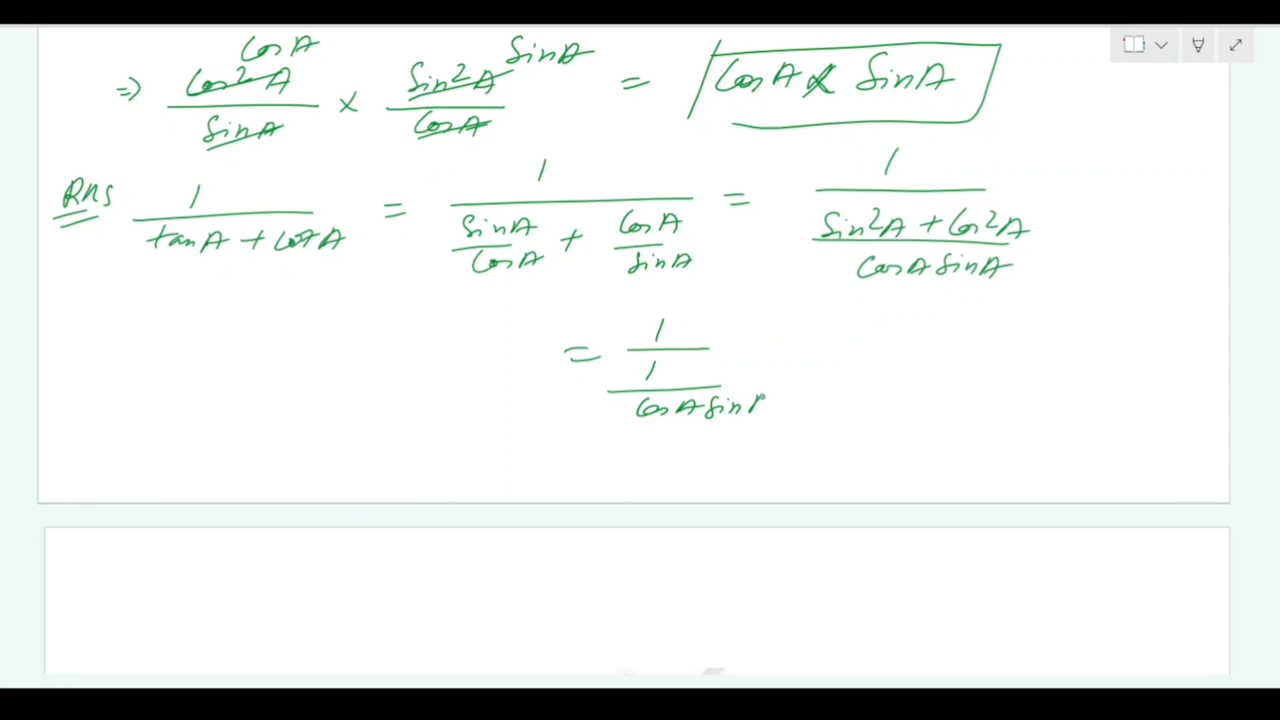 ⇒ cos²A/sinA × sin²A/cosA = cosA × sinA
cosA sinA
RHS 1/(tanA + cotA) = 1/(sinA/cosA + cosA/sinA) = 1/((sin²A + cos²A)/(cosA sinA))
= 1/(1/(cosA sin